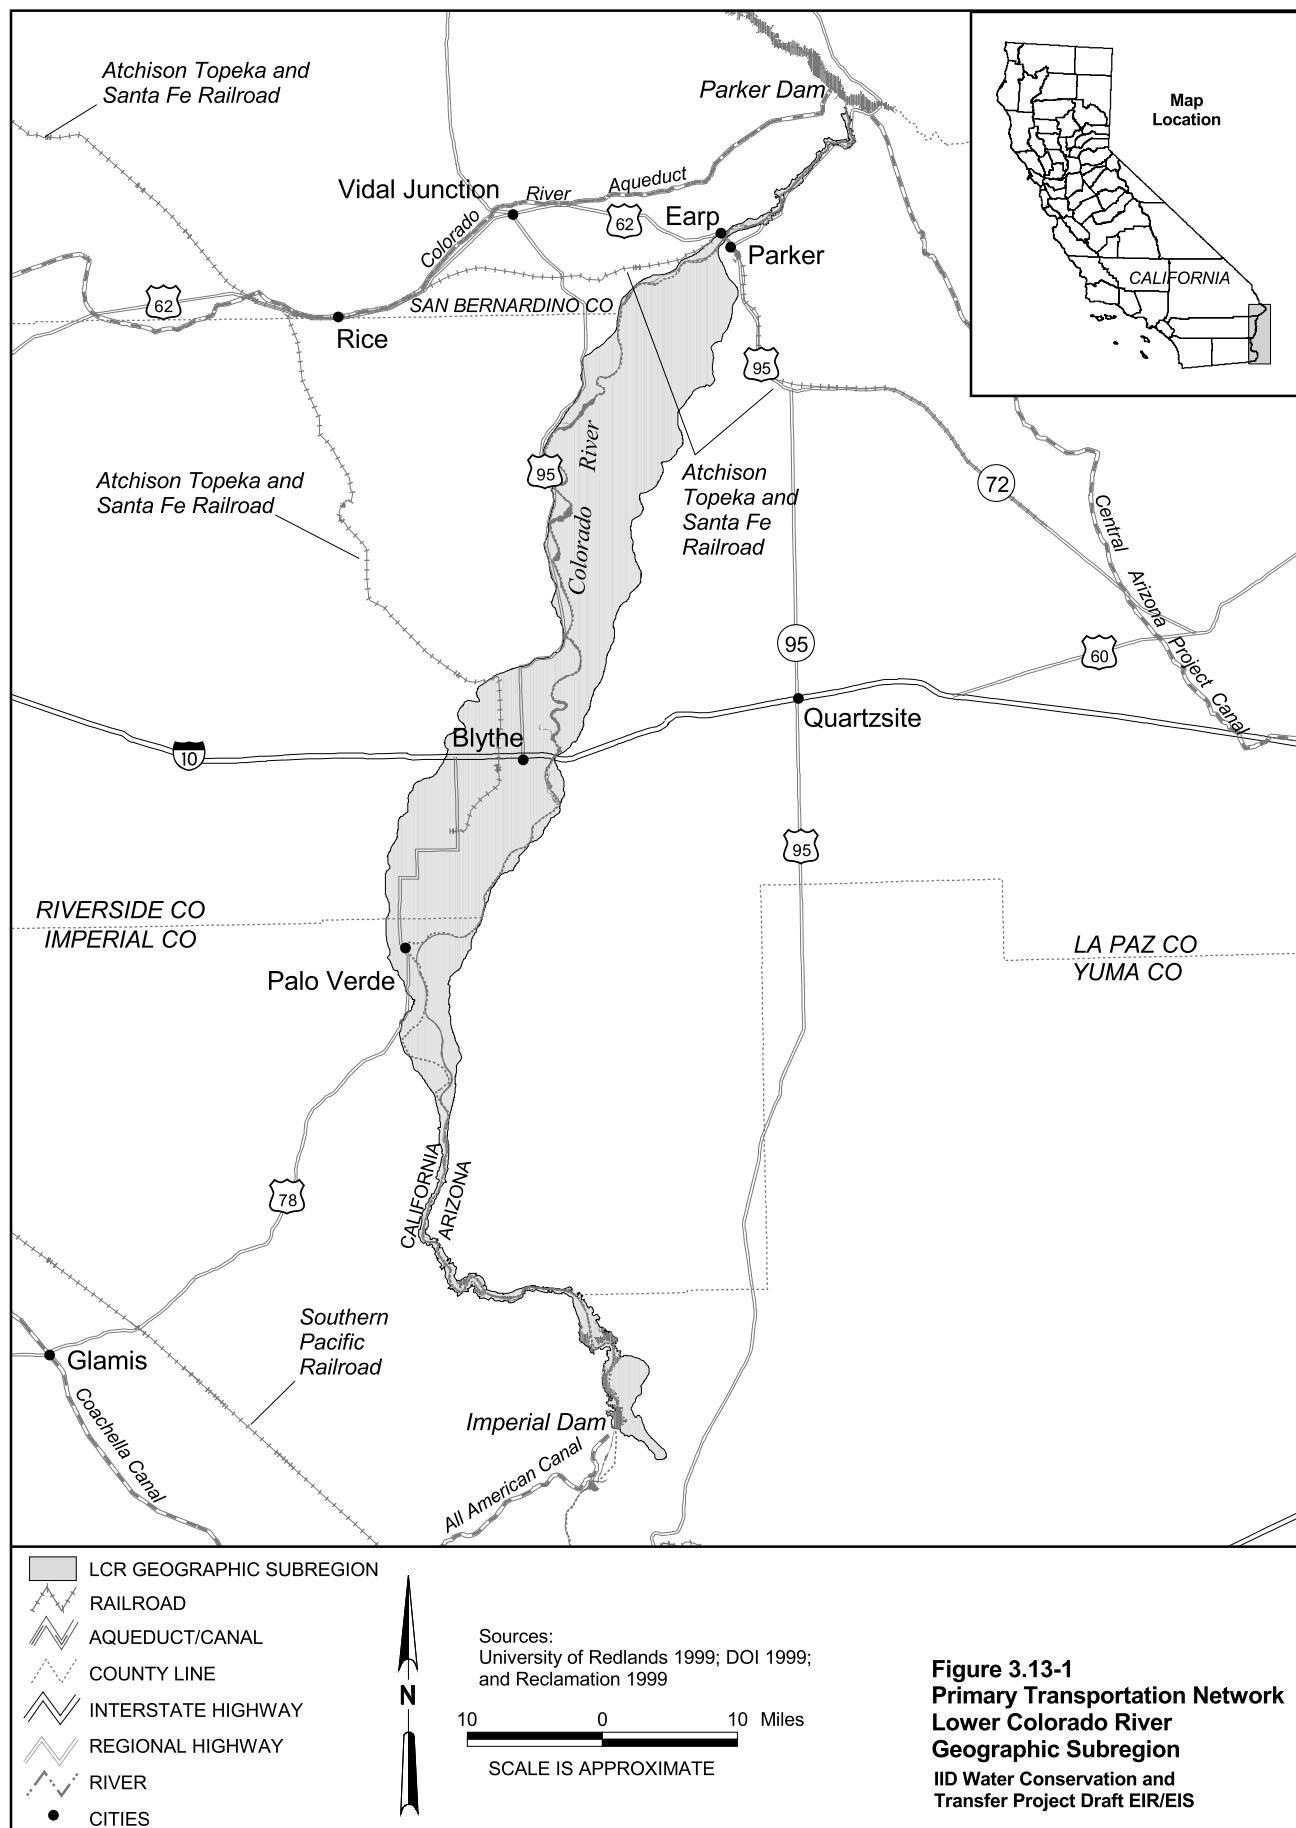 Atchison Topeka and
Santa Fe Railroad
Parker Dam
Map
Location
CALIFORNIA
Vidal Junction
Colorado
River
Aqueduct
62
Earp
Parker
62
SAN BERNARDINO CO
Rice
95
Atchison Topeka and
Santa Fe Railroad
95
Colorado
River
Atchison
Topeka and
Santa Fe
Railroad
72
Central
Arizona
Project
Canal
95
60
Quartzsite
Blythe
10
95
RIVERSIDE CO
IMPERIAL CO
LA PAZ CO
YUMA CO
Palo Verde
CALIFORNIA
ARIZONA
78
Southern
Pacific
Railroad
Glamis
Coachella Canal
Imperial Dam
All American Canal
LCR GEOGRAPHIC SUBREGION
RAILROAD
AQUEDUCT/CANAL
COUNTY LINE
INTERSTATE HIGHWAY
REGIONAL HIGHWAY
RIVER
CITIES
N
Sources:
University of Redlands 1999; DOI 1999;
and Reclamation 1999
10 0 10 Miles
SCALE IS APPROXIMATE
Figure 3.13-1
Primary Transportation Network
Lower Colorado River
Geographic Subregion
IID Water Conservation and
Transfer Project Draft EIR/EIS